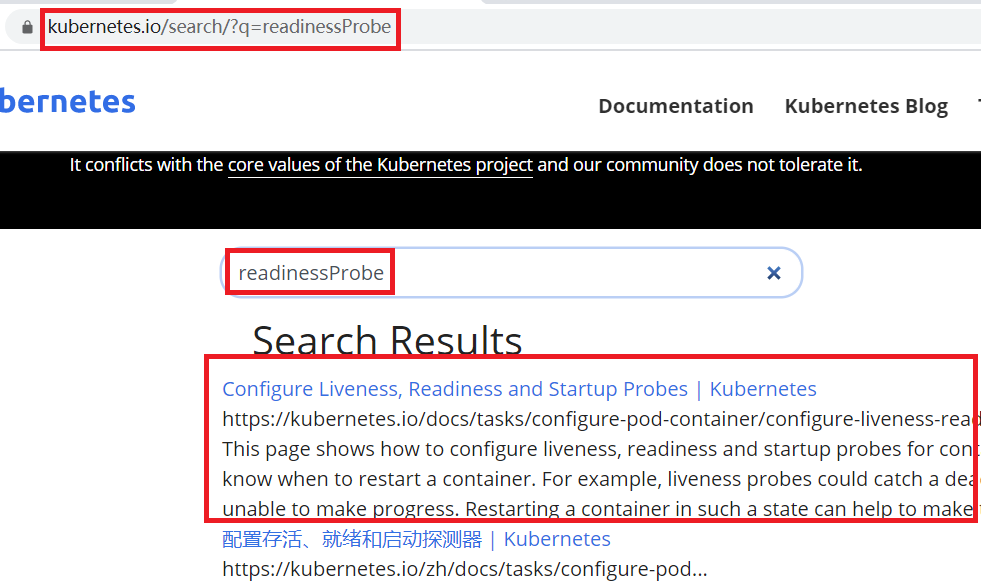 kubernetes.io/search/?q=readinessProbe
bernetes
Documentation Kubernetes Blog
It conflicts with the core values of the Kubernetes project and our community does not tolerate it.
readinessProbe
Search Results
Configure Liveness, Readiness and Startup Probes | Kubernetes
https://kubernetes.io/docs/tasks/configure-pod-container/configure-liveness-read
This page shows how to configure liveness, readiness and startup probes for cont
know when to restart a container. For example, liveness probes could catch a dea
unable to make progress. Restarting a container in such a state can help to make
配置存活、就绪和启动探测器 | Kubernetes
https://kubernetes.io/zh/docs/tasks/configure-pod...